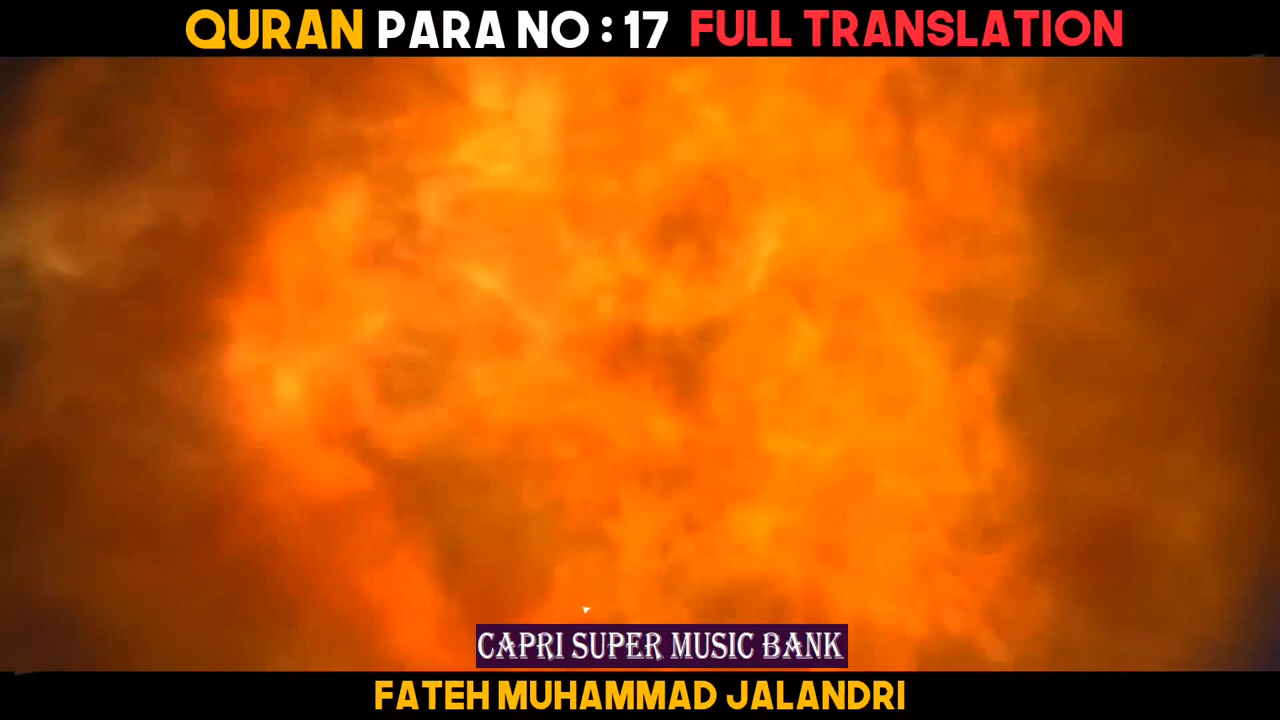 QURAN PARA NO : 17 FULL TRANSLATION
CAPRI SUPER MUSIC BANK
FATEH MUHAMMAD JALANDRI